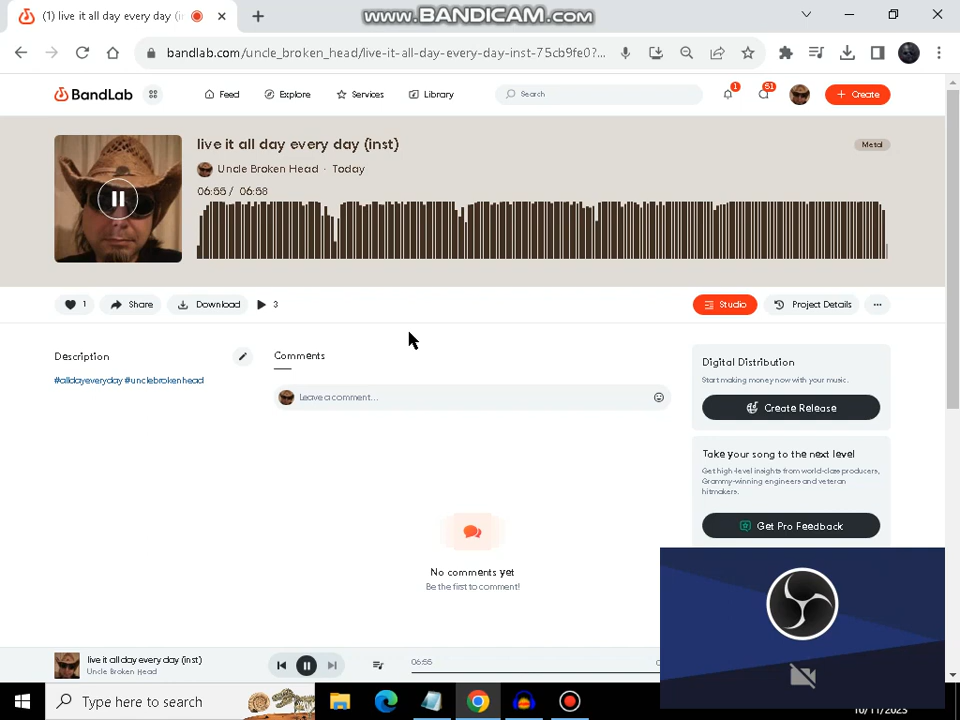 (1) live it all day every day (i
www.BANDICAM.com
bandlab.com/uncle_broken_head/live-it-all-day-every-day-inst-75cb9fe0?...
BandLab
Feed
Explore
Services
Library
Search
1
51
Create
live it all day every day (inst)
Metal
Uncle Broken Head · Today
06:55 / 06:58
1
Share
Download
3
Studio
Project Details
Description
#alldayeveryday #unclebrokenhead
Comments
Leave a comment...
Digital Distribution
Start making money now with your music.
Create Release
Take your song to the next level
Get high-level insights from world-class producers,
Grammy-winning engineers and veteran
hitmakers.
Get Pro Feedback
No comments yet
Be the first to comment!
live it all day every day (inst)
Uncle Broken Head
06:55
Type here to search
10/11/2023